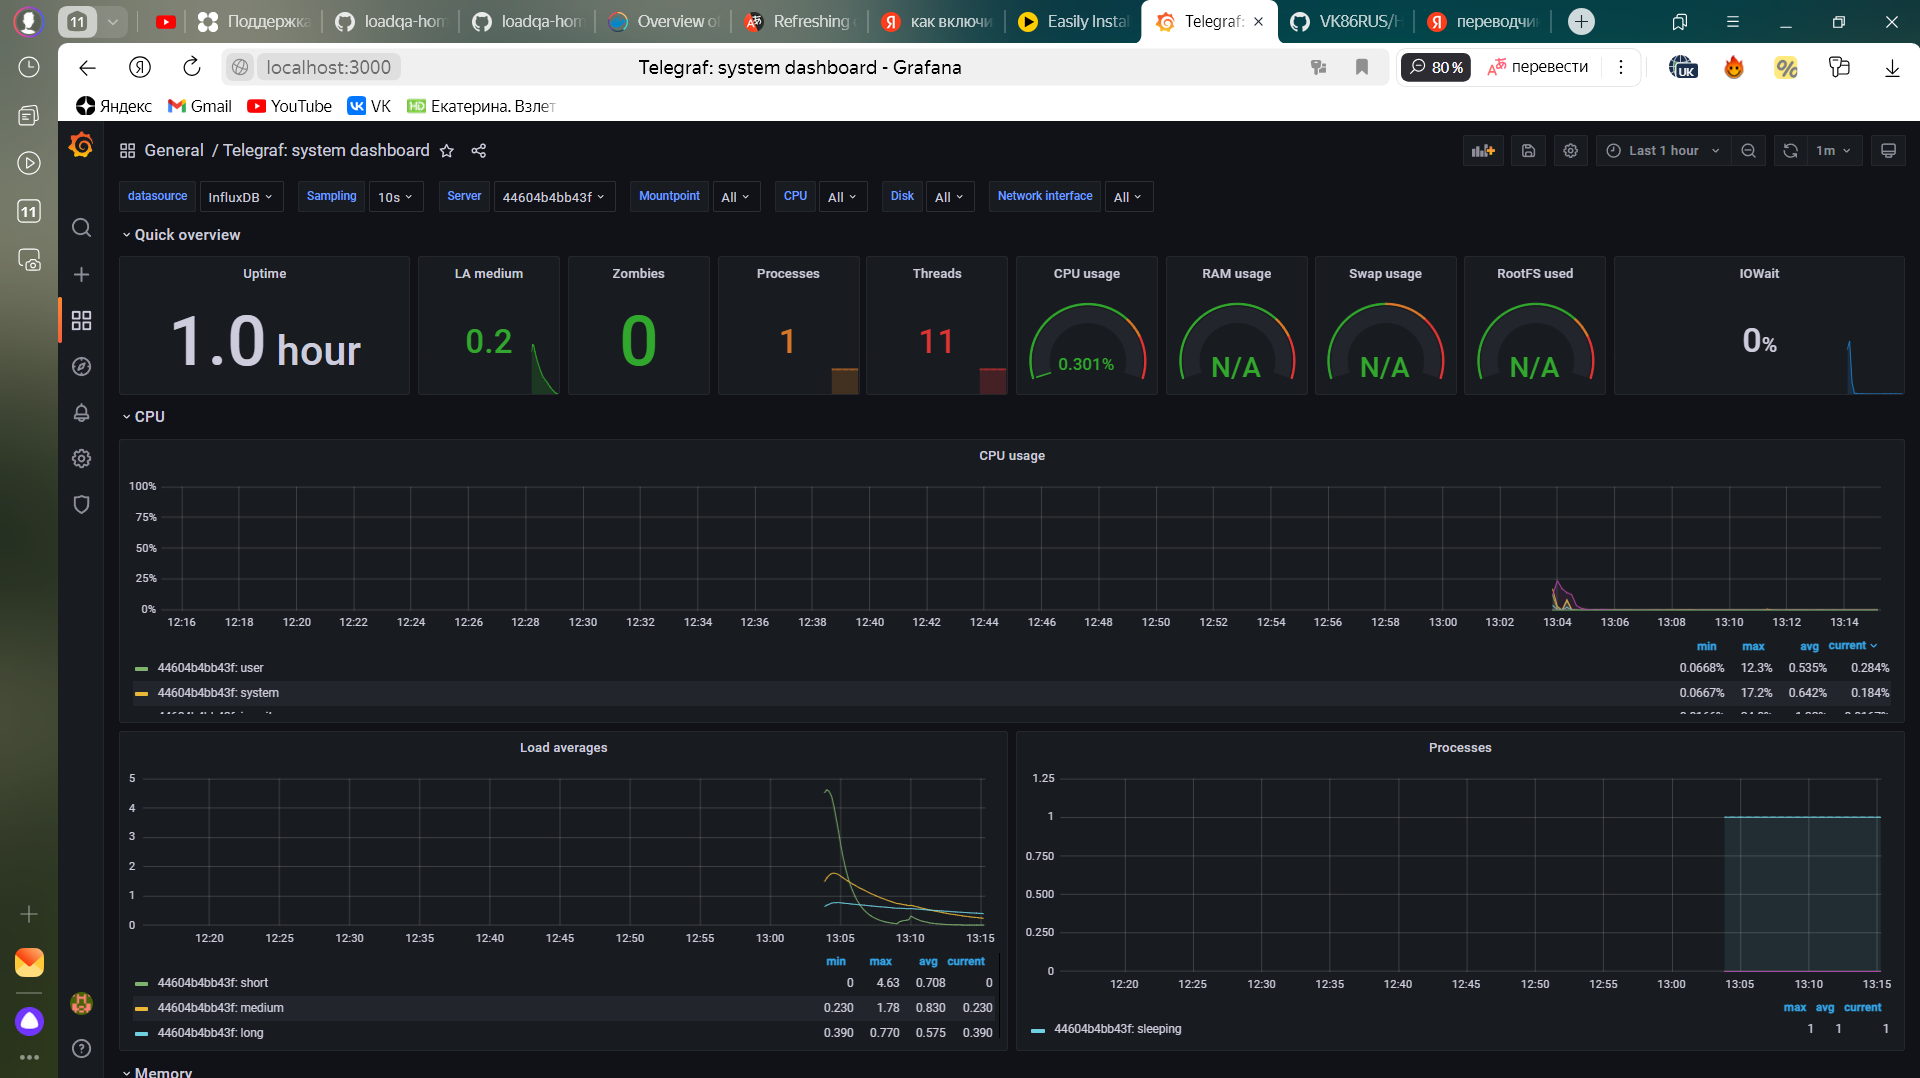 11 Поддержка loadqa-hom loadqa-hom Overview of Refreshing как включи Easily Instal Telegraf: VK86RUS/H переводчи
localhost:3000 Telegraf: system dashboard - Grafana 80 % перевести UK
Яндекс Gmail YouTube VK HD Екатерина. Взлет
11
General / Telegraf: system dashboard Last 1 hour 1m
datasource InfluxDB Sampling 10s Server 44604b4bb43f Mountpoint All CPU All Disk All Network interface All
Quick overview
Uptime LA medium Zombies Processes Threads CPU usage RAM usage Swap usage RootFS used IOWait
1.0 hour 0.2 0 1 11 0.301% N/A N/A N/A 0%
CPU
CPU usage
100%
75%
50%
25%
0%
12:16 12:18 12:20 12:22 12:24 12:26 12:28 12:30 12:32 12:34 12:36 12:38 12:40 12:42 12:44 12:46 12:48 12:50 12:52 12:54 12:56 12:58 13:00 13:02 13:04 13:06 13:08 13:10 13:12 13:14
min max avg current
44604b4bb43f: user 0.0668% 12.3% 0.535% 0.284%
44604b4bb43f: system 0.0667% 17.2% 0.642% 0.184%
Load averages
5
4
3
2
1
0
12:20 12:25 12:30 12:35 12:40 12:45 12:50 12:55 13:00 13:05 13:10 13:15
min max avg current
44604b4bb43f: short 0 4.63 0.708 0
44604b4bb43f: medium 0.230 1.78 0.830 0.230
44604b4bb43f: long 0.390 0.770 0.575 0.390
Processes
1.25
1
0.750
0.500
0.250
0
12:20 12:25 12:30 12:35 12:40 12:45 12:50 12:55 13:00 13:05 13:10 13:15
max avg current
44604b4bb43f: sleeping 1 1 1
Memory